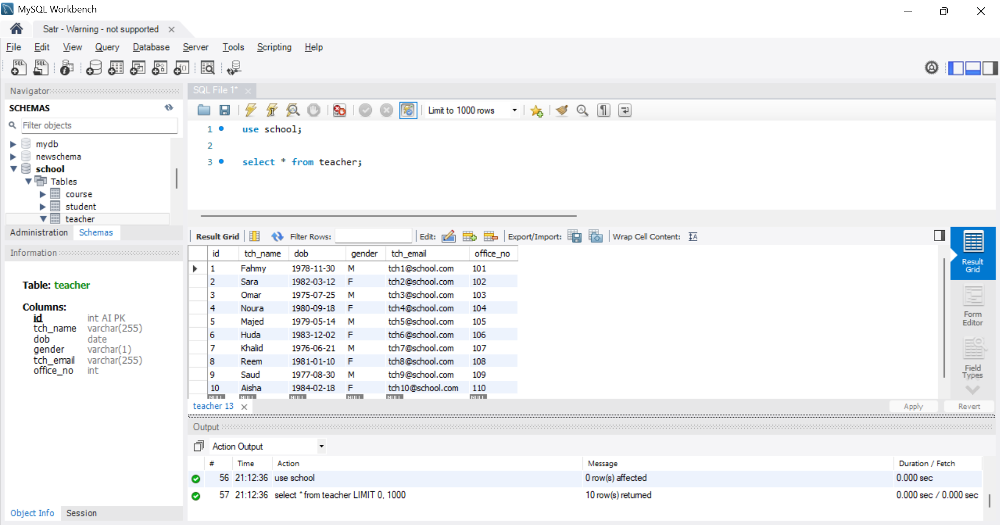 MySQL Workbench
Satr - Warning - not supported
File Edit View Query Database Server Tools Scripting Help
Navigator
SCHEMAS
Filter objects
mydb
newschema
school
Tables
course
student
teacher
Administration Schemas
Information
Table: teacher
Columns:
id int AI PK
tch_name varchar(255)
dob date
gender varchar(1)
tch_email varchar(255)
office_no int
Object Info Session
SQL File 1*
Limit to 1000 rows
1 use school;
2
3 select * from teacher;
Result Grid Filter Rows: Edit: Export/Import: Wrap Cell Content:
id tch_name dob gender tch_email office_no
1 Fahmy 1978-11-30 M tch1@school.com 101
2 Sara 1982-03-12 F tch2@school.com 102
3 Omar 1975-07-25 M tch3@school.com 103
4 Noura 1980-09-18 F tch4@school.com 104
5 Majed 1979-05-14 M tch5@school.com 105
6 Huda 1983-12-02 F tch6@school.com 106
7 Khalid 1976-06-21 M tch7@school.com 107
8 Reem 1981-01-10 F tch8@school.com 108
9 Saud 1977-08-30 M tch9@school.com 109
10 Aisha 1984-02-18 F tch10@school.com 110
NULL NULL NULL NULL NULL NULL
Result
Grid
Form
Editor
Field
Types
teacher 13
Apply Revert
Output
Action Output
# Time Action Message Duration / Fetch
56 21:12:36 use school 0 row(s) affected 0.000 sec
57 21:12:36 select * from teacher LIMIT 0, 1000 10 row(s) returned 0.000 sec / 0.000 sec